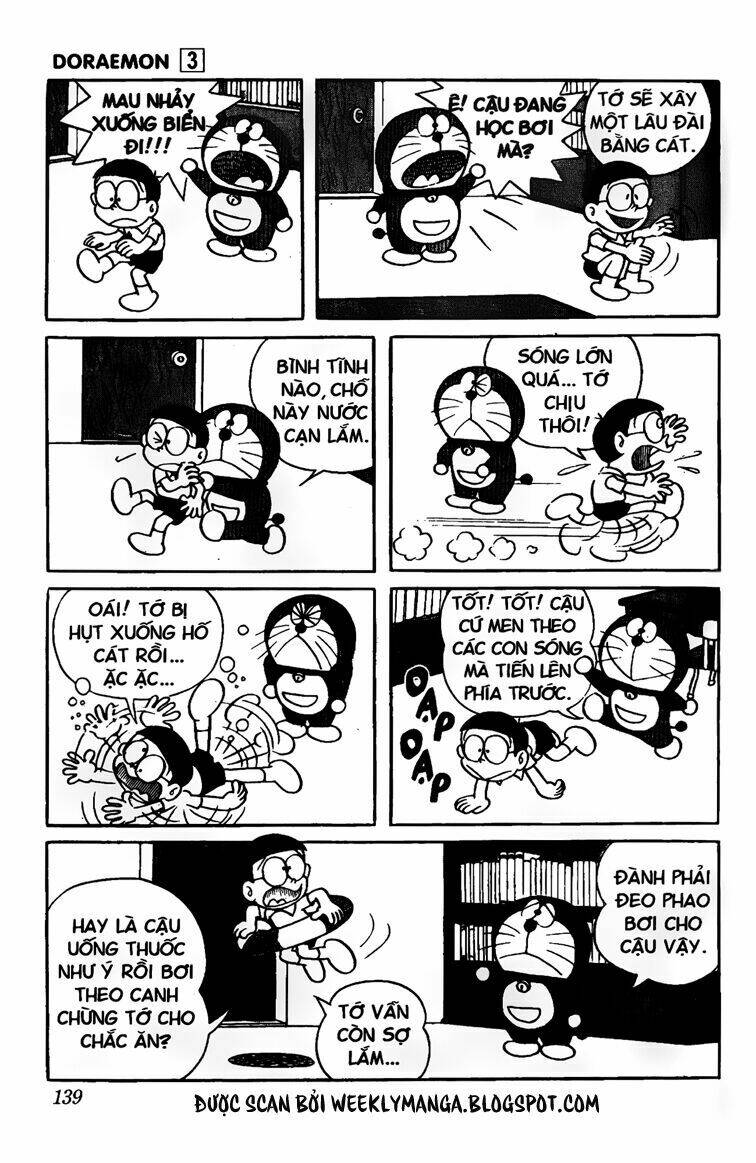 DORAEMON 3
MAU NHẢY
XUỐNG BIỂN
ĐI!!!
Ê! CẬU ĐANG
HỌC BƠI
MÀ?
TỚ SẼ XÂY
MỘT LÂU ĐÀI
BẰNG CÁT.
BÌNH TĨNH
NÀO, CHỖ
NÀY NƯỚC
CẠN LẮM.
SÓNG LỚN
QUÁ... TỚ
CHỊU
THÔI!
OÁI! TỚ BỊ
HỤT XUỐNG HỐ
CÁT RỒI...
ẶC ẶC...
TỐT! TỐT! CẬU
CỨ MEN THEO
CÁC CON SÓNG
MÀ TIẾN LÊN
PHÍA TRƯỚC.
OẠP
OẠP
HAY LÀ CẬU
UỐNG THUỐC
NHƯ Ý RỒI BƠI
THEO CANH
CHỪNG TỚ CHO
CHẮC ĂN?
TỚ VẪN
CÒN SỢ
LẮM...
ĐÀNH PHẢI
ĐEO PHAO
BƠI CHO
CẬU VẬY.
139
ĐƯỢC SCAN BỞI WEEKLYMANGA.BLOGSPOT.COM